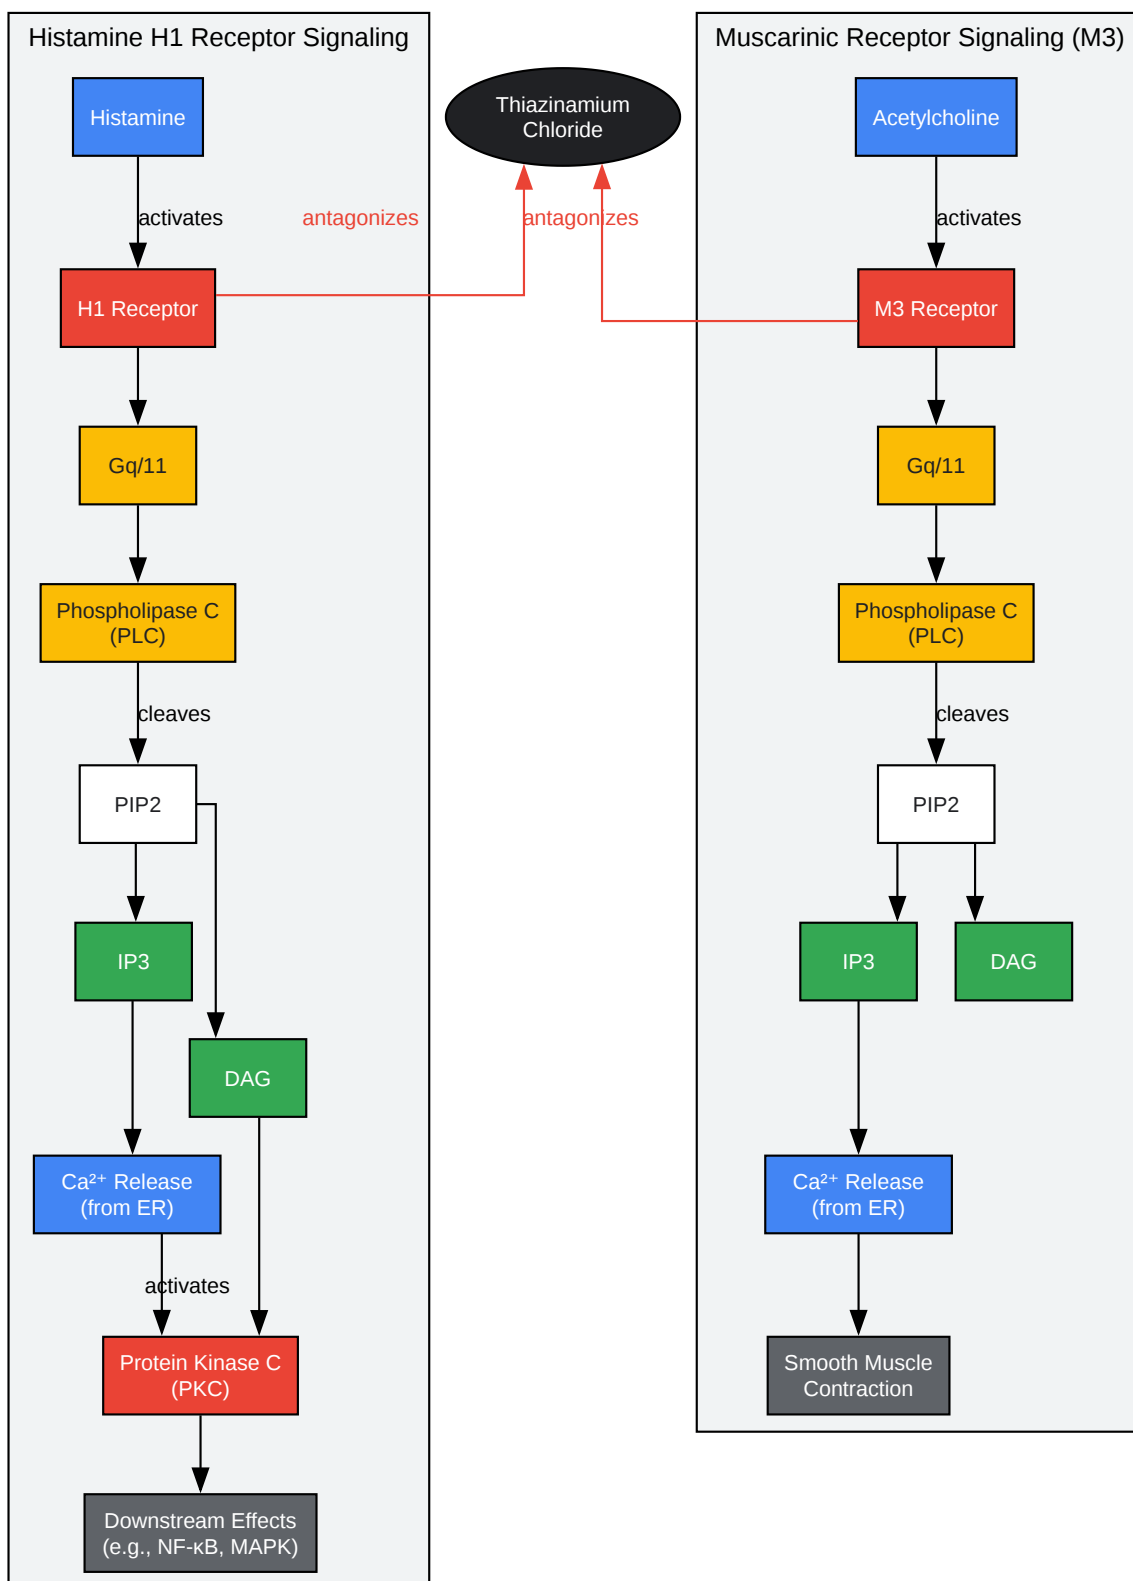 Histamine H1 Receptor Signaling
Histamine
activates
antagonizes
H1 Receptor
Gq/11
Phospholipase C
(PLC)
cleaves
PIP2
IP3
DAG
Ca²⁺ Release
(from ER)
activates
Protein Kinase C
(PKC)
Downstream Effects
(e.g., NF-κB, MAPK)
Thiazinamium
Chloride
antagonizes
Muscarinic Receptor Signaling (M3)
Acetylcholine
activates
M3 Receptor
Gq/11
Phospholipase C
(PLC)
cleaves
PIP2
IP3
DAG
Ca²⁺ Release
(from ER)
Smooth Muscle
Contraction